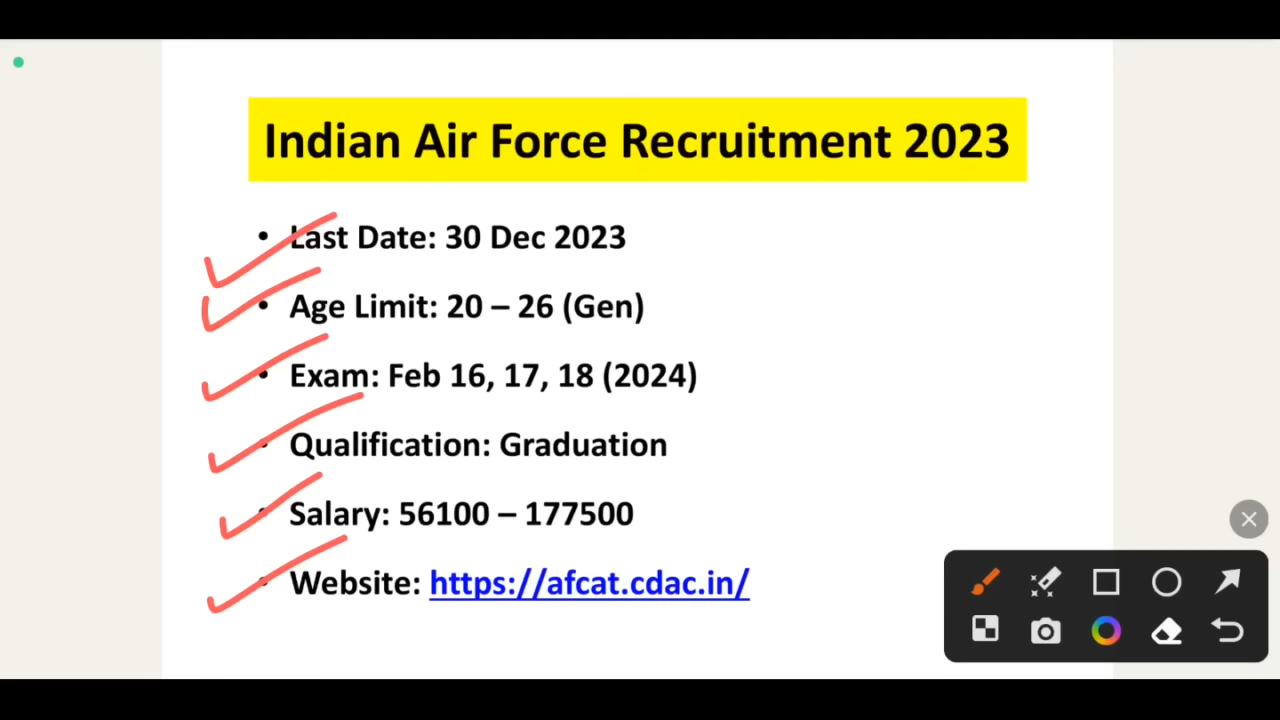 Indian Air Force Recruitment 2023
• Last Date: 30 Dec 2023
• Age Limit: 20 – 26 (Gen)
• Exam: Feb 16, 17, 18 (2024)
• Qualification: Graduation
• Salary: 56100 – 177500
• Website: https://afcat.cdac.in/